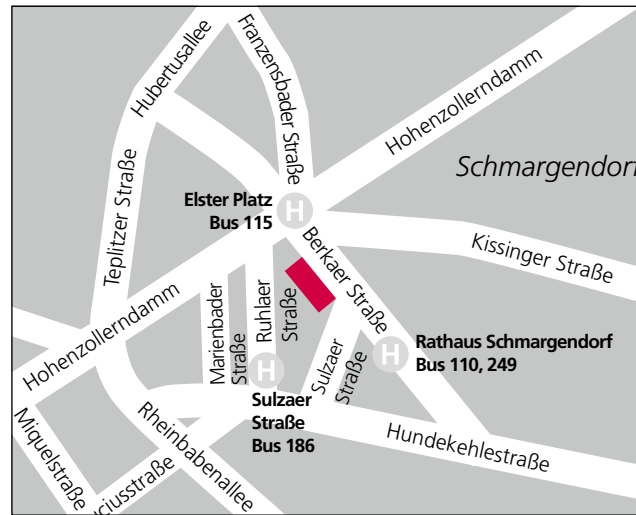 Hubertusallee
Franzensbader Straße
Hohenzollerndamm
Schmargendorf
Teplitzer Straße
Elster Platz
Bus 115
H
Berkaer Straße
Kissinger Straße
Hohenzollerndamm
Marienbader
Straße
Ruhlaer
Straße
Sulzaer
Straße
H
Rathaus Schmargendorf
Bus 110, 249
H
Sulzaer
Straße
Bus 186
Hundekehlestraße
Rheinbabenallee
Miquelstraße
uciusstraße